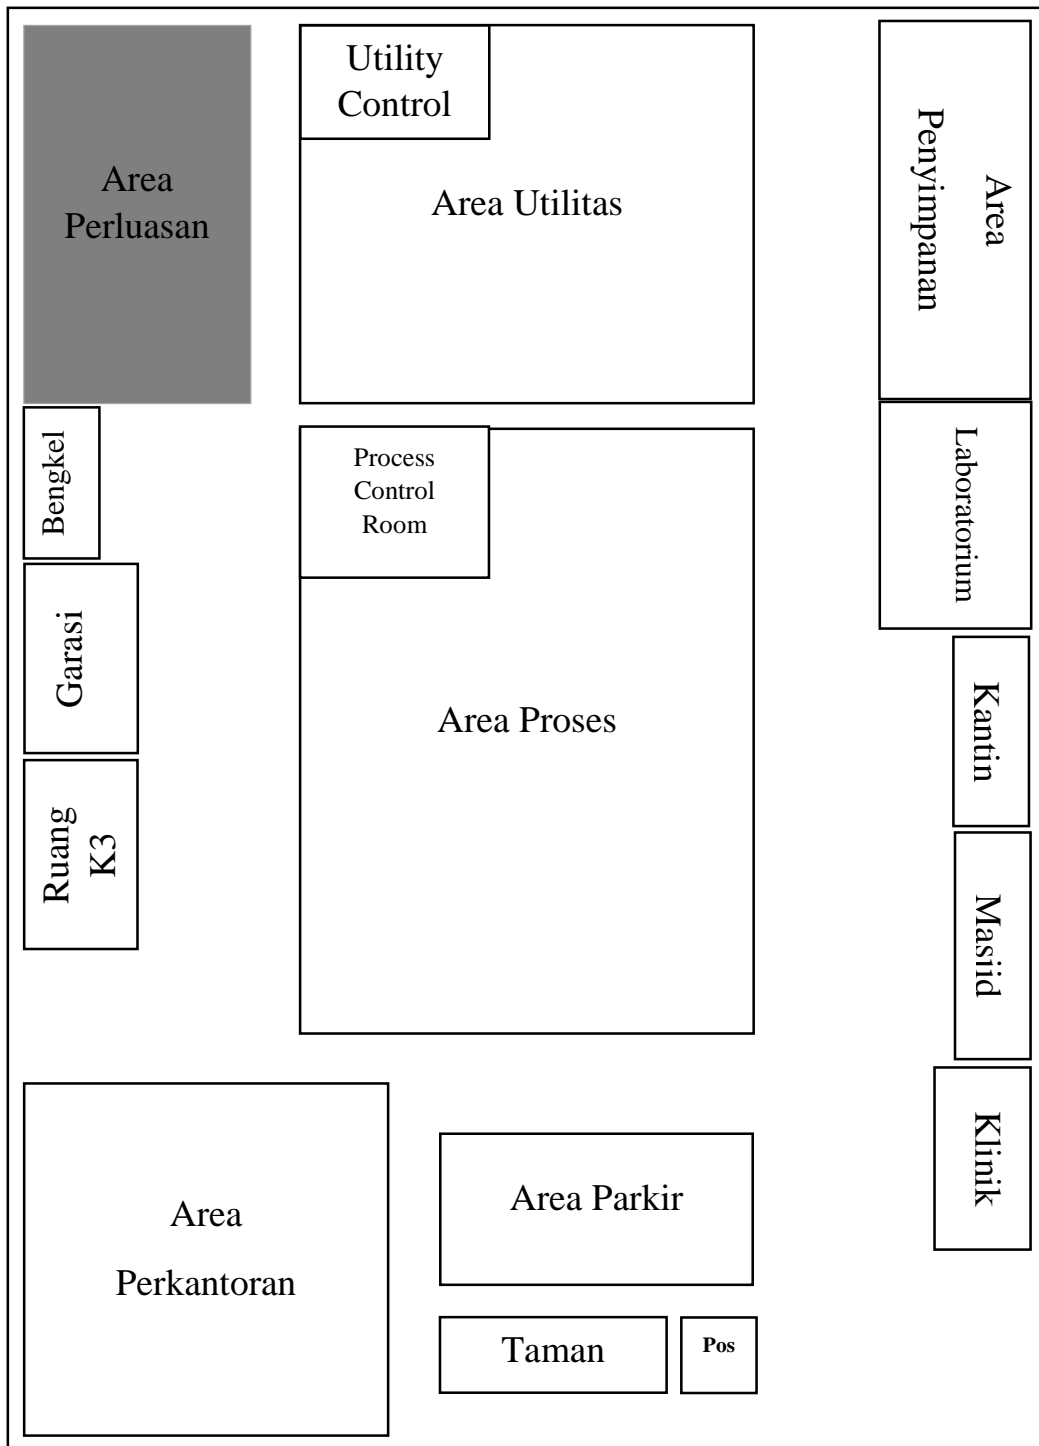 Utility
Control
Area
Perluasan
Area Utilitas
Area
Penyimpanan
Bengkel
Process
Control
Room
Laboratorium
Garasi
Area Proses
Kantin
Ruang
K3
Masiid
Klinik
Area
Perkantoran
Area Parkir
Taman
Pos